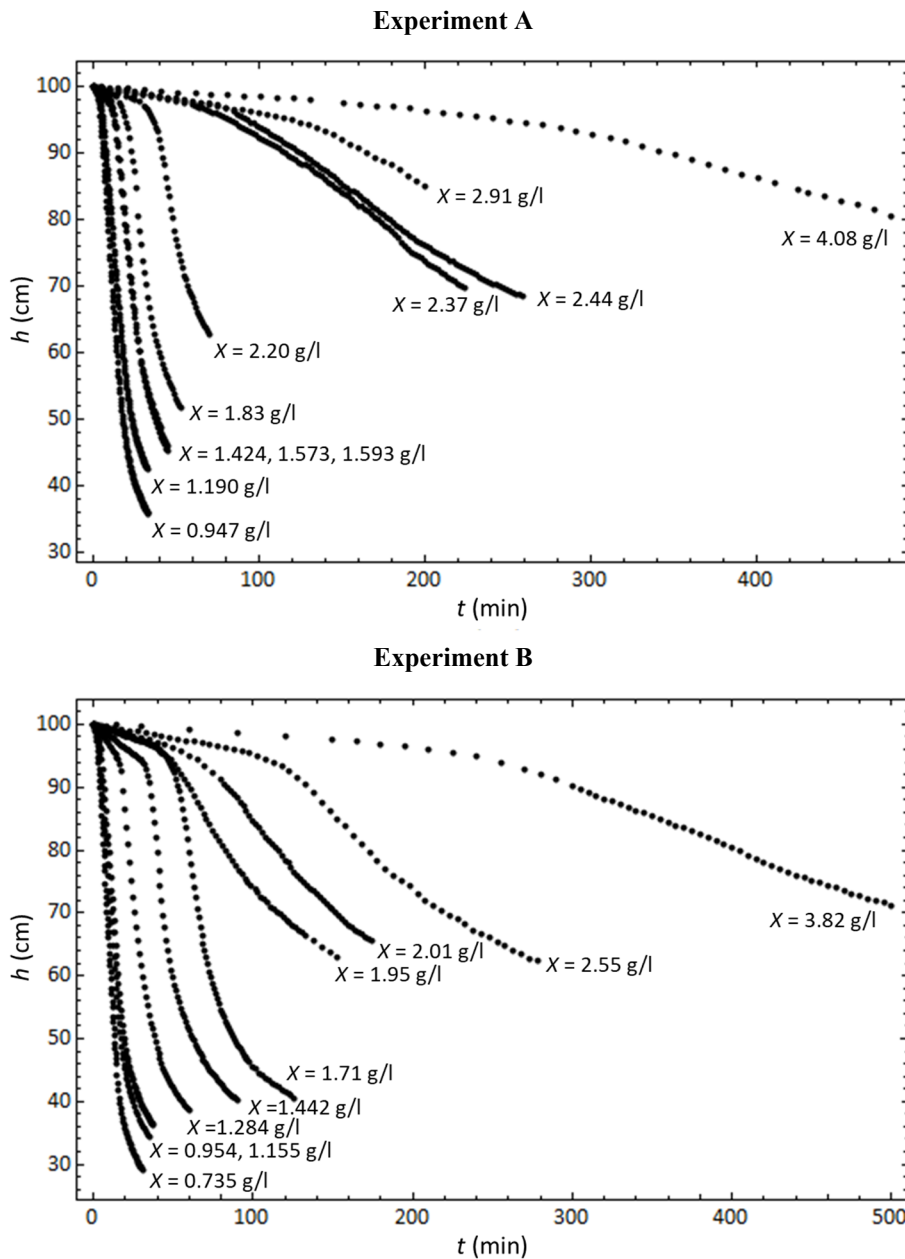 Experiment A
100
90
80
70
60
50
40
30
h (cm)
X = 2.91 g/l
X = 4.08 g/l
X = 2.37 g/l
X = 2.44 g/l
X = 2.20 g/l
X = 1.83 g/l
X = 1.424, 1.573, 1.593 g/l
X = 1.190 g/l
X = 0.947 g/l
0 100 200 300 400
t (min)
Experiment B
100
90
80
70
60
50
40
30
h (cm)
X = 3.82 g/l
X = 2.01 g/l
X = 2.55 g/l
X = 1.95 g/l
X = 1.71 g/l
X =1.442 g/l
X =1.284 g/l
X = 0.954, 1.155 g/l
X = 0.735 g/l
0 100 200 300 400 500
t (min)